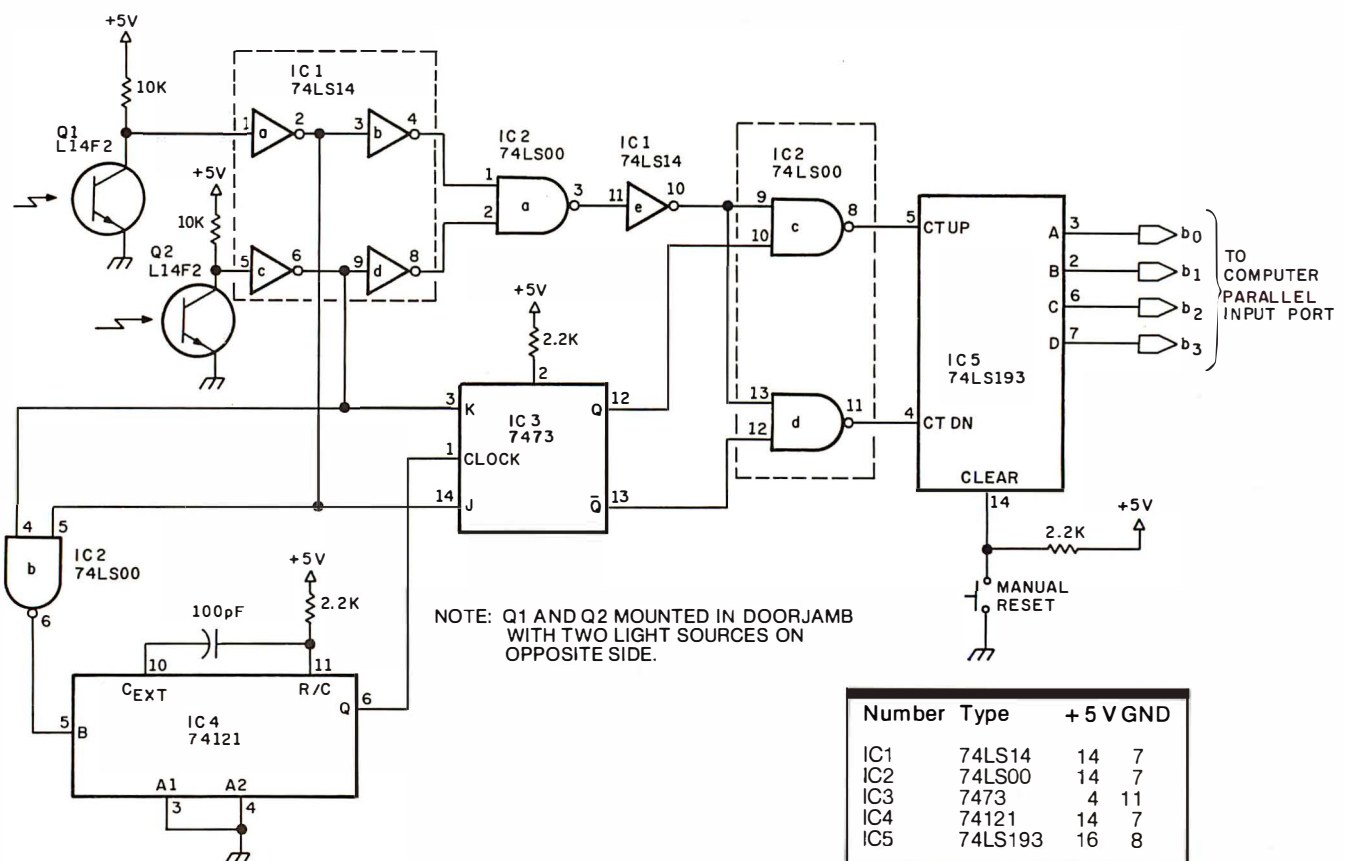 +5V
10K
Q1
L14F2
IC1
74LS14
1
a
2
3
b
4
+5V
10K
Q2
L14F2
5
c
6
9
d
8
IC2
74LS00
1
2
a
3
IC1
74LS14
11
e
10
IC2
74LS00
9
10
c
8
13
12
d
11
5
CTUP
4
CTDN
A
3
B
2
C
6
D
7
IC5
74LS193
CLEAR
14
b0
b1
b2
b3
TO
COMPUTER
PARALLEL
INPUT PORT
+5V
2.2K
MANUAL
RESET
+5V
2.2K
2
3
K
Q
12
IC3
7473
1
CLOCK
14
J
Q̄
13
4
5
b
IC2
74LS00
6
+5V
2.2K
100pF
10
11
CEXT
R/C
Q
6
5
B
IC4
74121
A1
A2
3
4
NOTE: Q1 AND Q2 MOUNTED IN DOORJAMB
WITH TWO LIGHT SOURCES ON
OPPOSITE SIDE.
Number Type +5V GND
IC1 74LS14 14 7
IC2 74LS00 14 7
IC3 7473 4 11
IC4 74121 14 7
IC5 74LS193 16 8